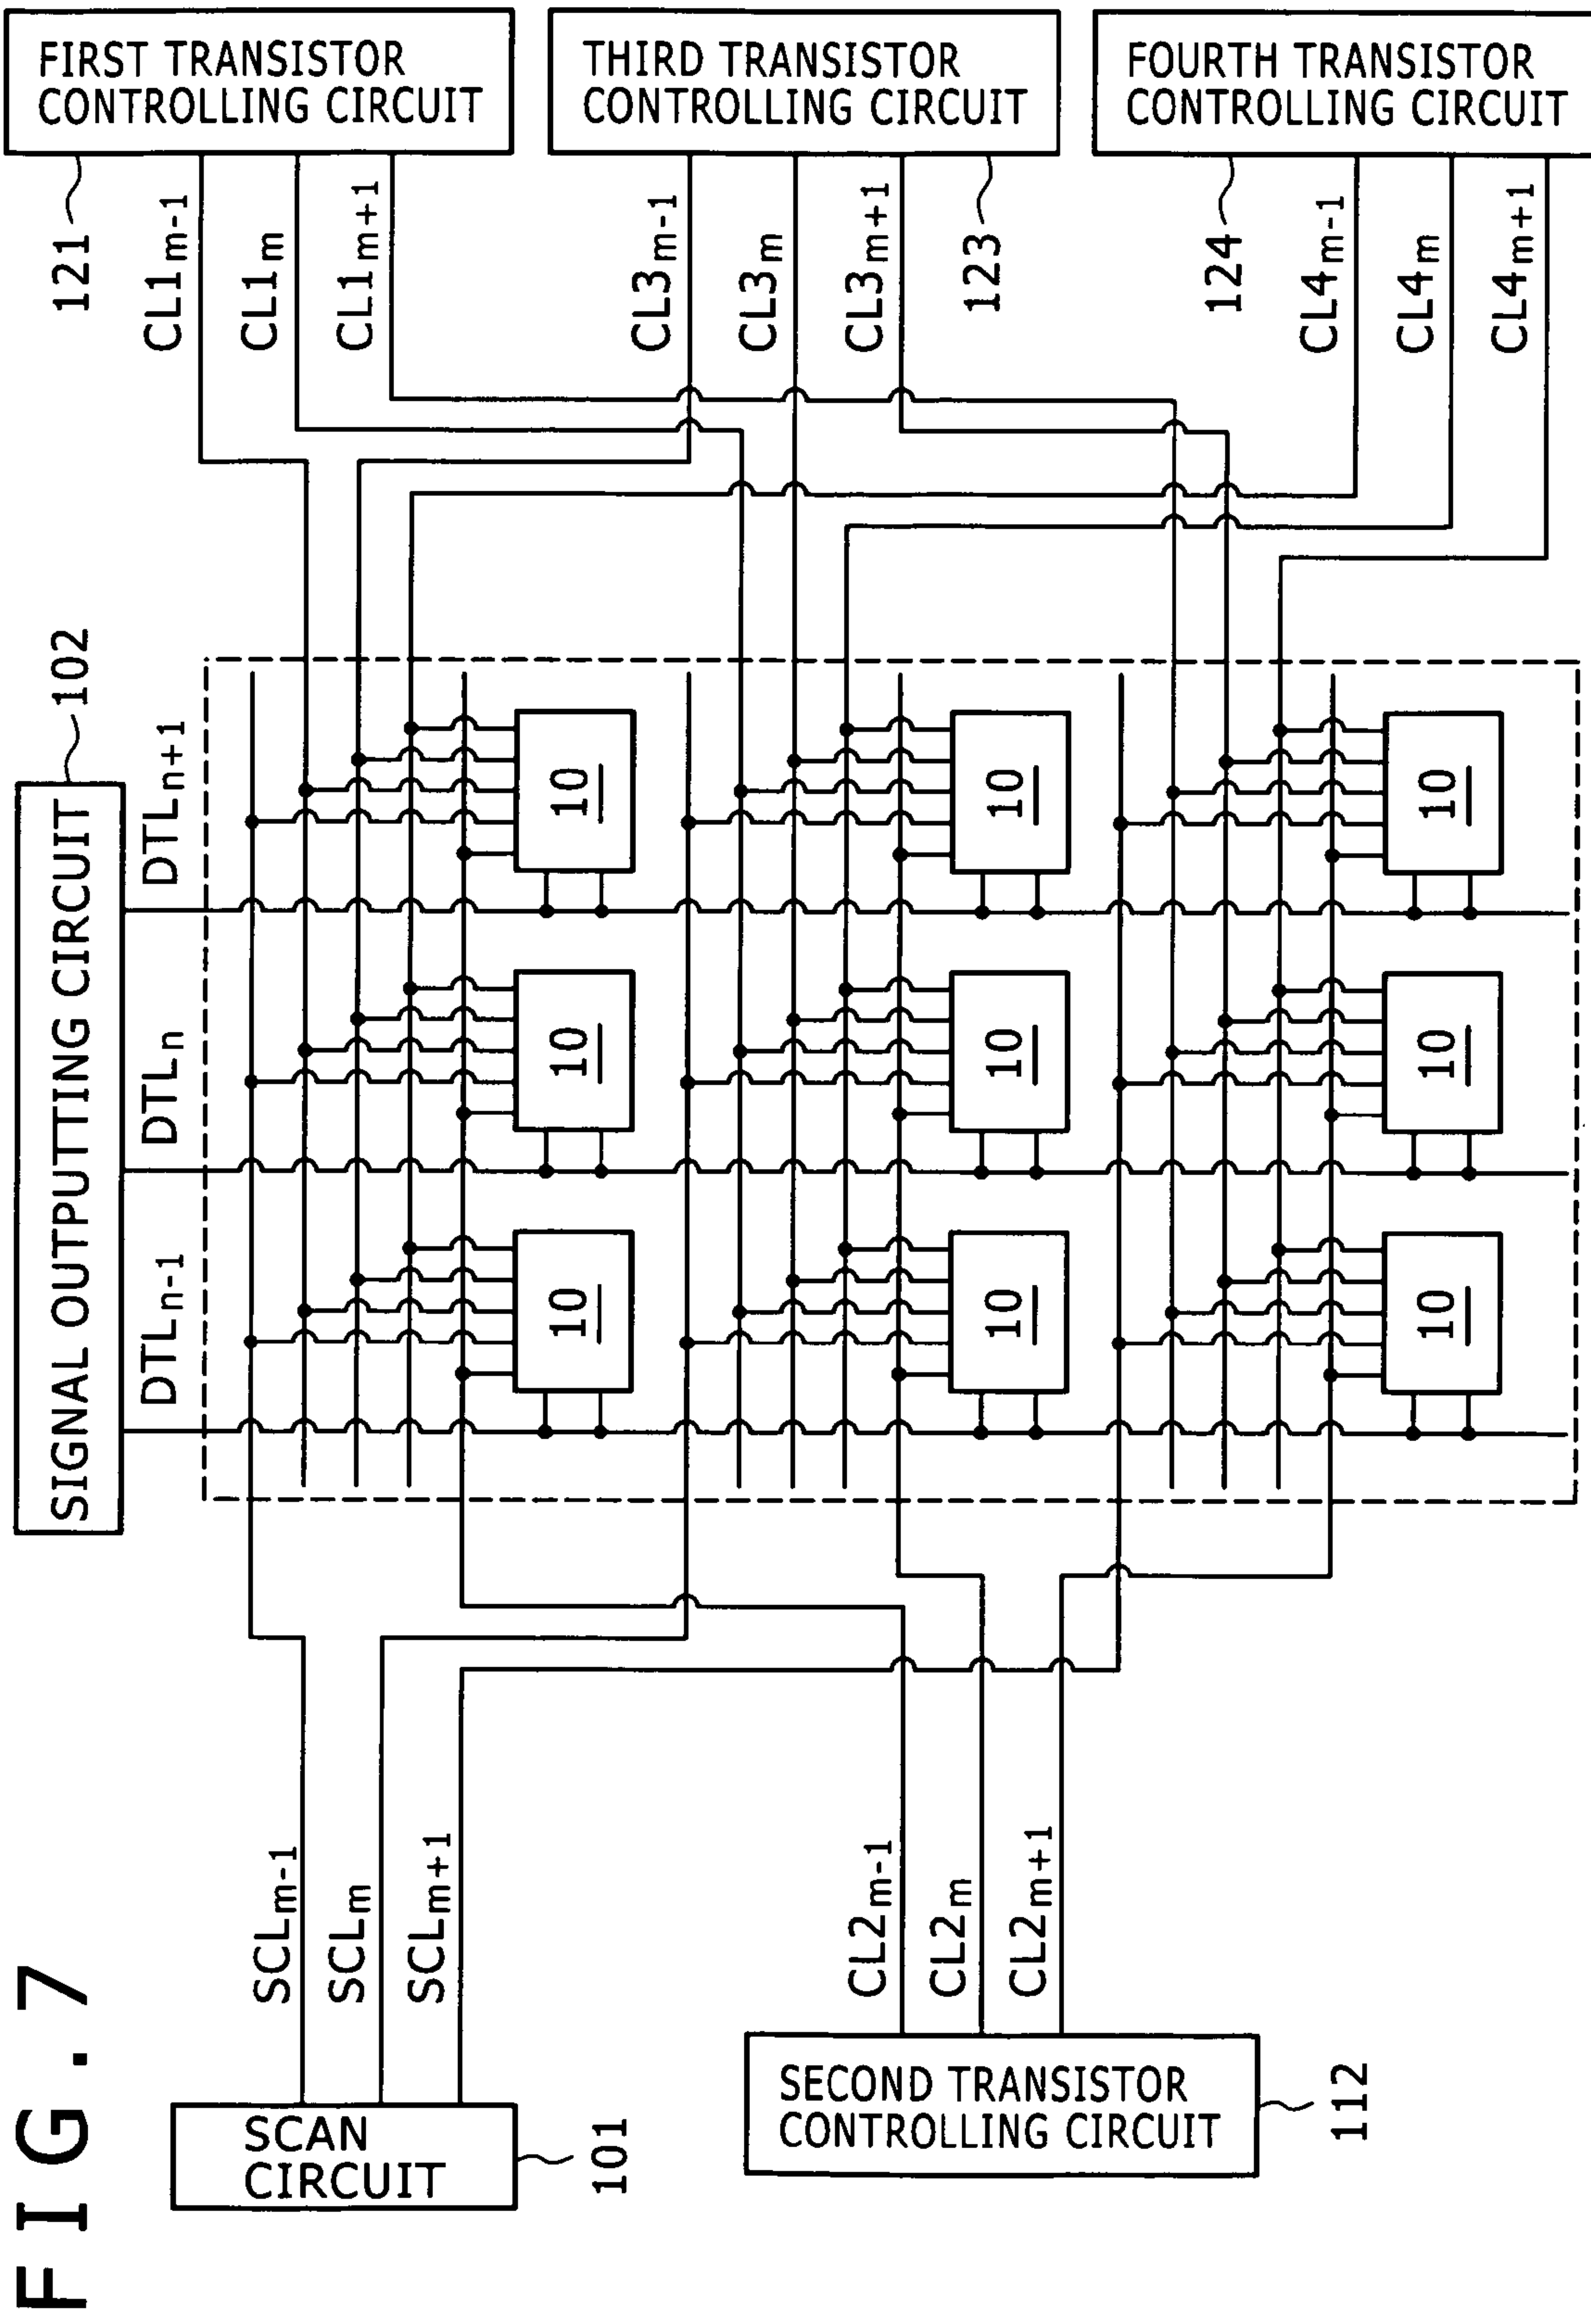 FIG. 7
SIGNAL OUTPUTTING CIRCUIT
102
DTLn-1
DTLn
DTLn+1
SCAN
CIRCUIT
101
SCLm-1
SCLm
SCLm+1
SECOND TRANSISTOR
CONTROLLING CIRCUIT
112
CL2m-1
CL2m
CL2m+1
10
10
10
10
10
10
10
10
10
FIRST TRANSISTOR
CONTROLLING CIRCUIT
121
CL1m-1
CL1m
CL1m+1
THIRD TRANSISTOR
CONTROLLING CIRCUIT
CL3m-1
CL3m
CL3m+1
123
FOURTH TRANSISTOR
CONTROLLING CIRCUIT
124
CL4m-1
CL4m
CL4m+1